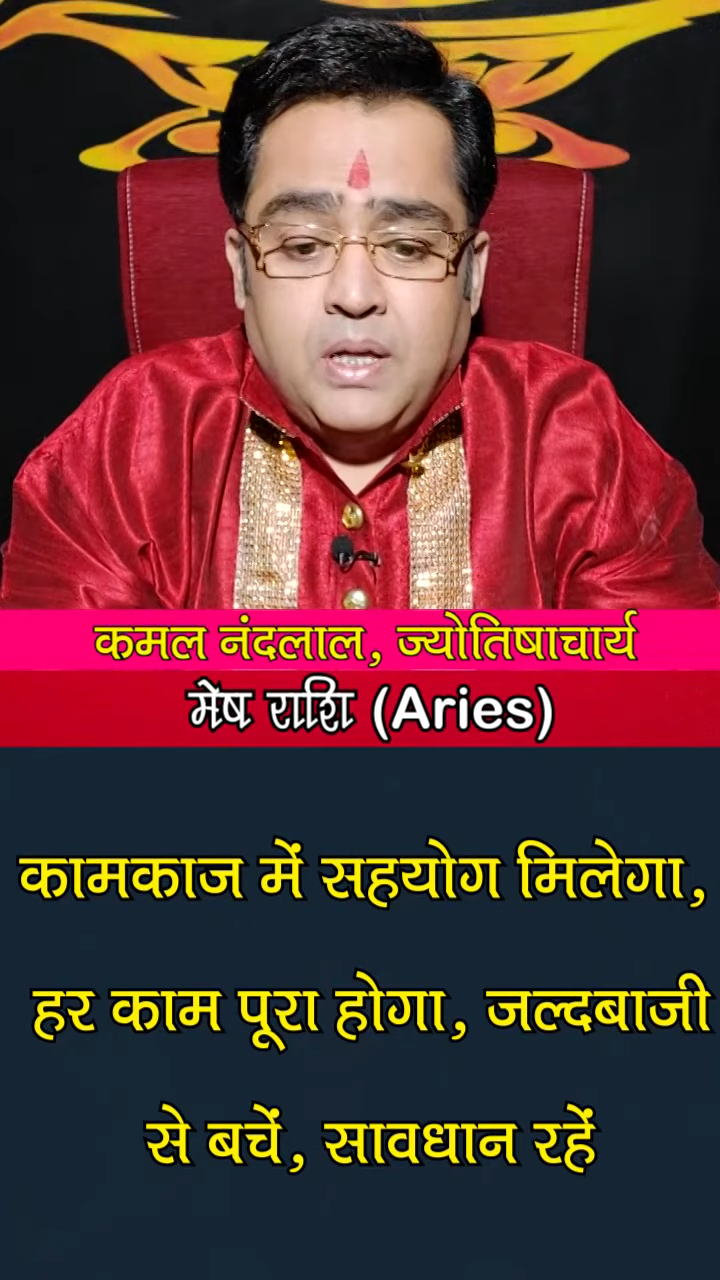 कमल नंदलाल, ज्योतिषाचार्य
मेष राशि (Aries)
कामकाज में सहयोग मिलेगा,
हर काम पूरा होगा, जल्दबाजी
से बचें, सावधान रहें